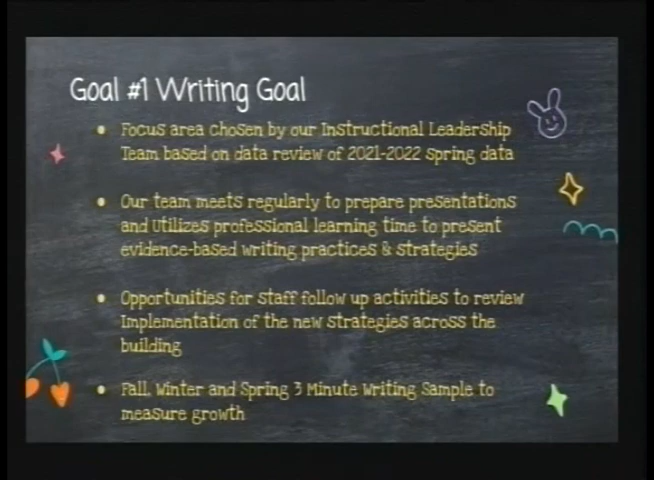 Goal #1 Writing Goal
• Focus area chosen by our Instructional Leadership
Team based on data review of 2021-2022 spring data
• Our team meets regularly to prepare presentations
and Utilizes professional learning time to present
evidence-based writing practices & strategies
• Opportunities for staff follow up activities to review
Implementation of the new strategies across the
building
• Fall, Winter and Spring 3 Minute Writing Sample to
measure growth